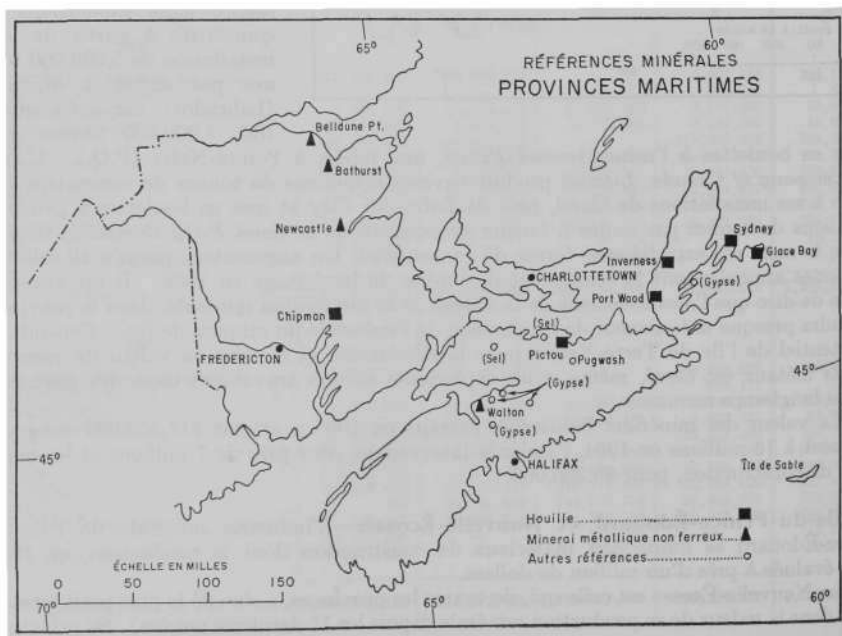 65°
60°
RÉFÉRENCES MINÉRALES
PROVINCES MARITIMES
Belldune Pt.
Bathurst
Newcastle
Sydney
Inverness
Glace Bay
CHARLOTTETOWN
(Gypse)
Port Wood
Chipman
(Sel)
Pictou
FREDERICTON
(Sel)
Pugwash
45°
(Gypse)
Walton
(Gypse)
45°
HALIFAX
Île de Sable
Houille
Minerai métallique non ferreux
Autres références
ÉCHELLE EN MILLES
0 50 100 150
70°
65°
60°